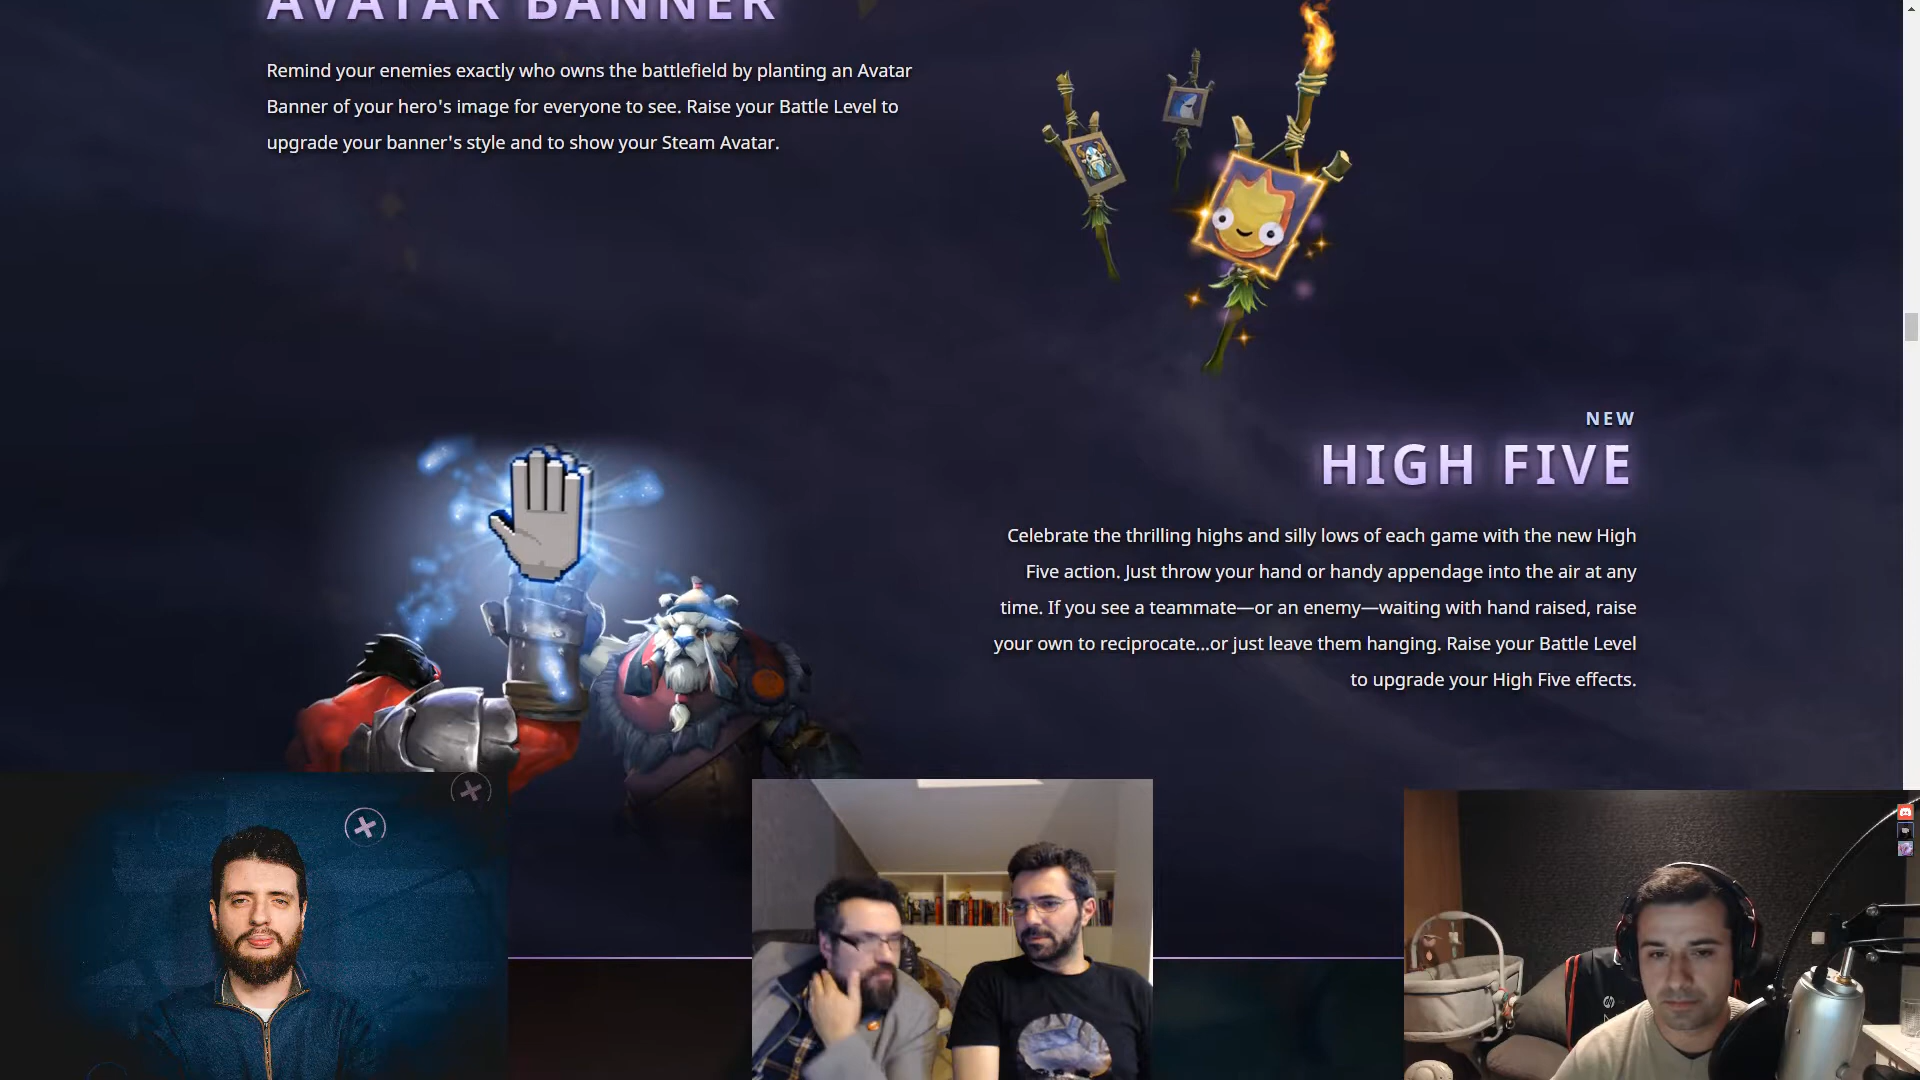 AVATAR BANNER
Remind your enemies exactly who owns the battlefield by planting an Avatar
Banner of your hero's image for everyone to see. Raise your Battle Level to
upgrade your banner's style and to show your Steam Avatar.
NEW
HIGH FIVE
Celebrate the thrilling highs and silly lows of each game with the new High
Five action. Just throw your hand or handy appendage into the air at any
time. If you see a teammate—or an enemy—waiting with hand raised, raise
your own to reciprocate...or just leave them hanging. Raise your Battle Level
to upgrade your High Five effects.